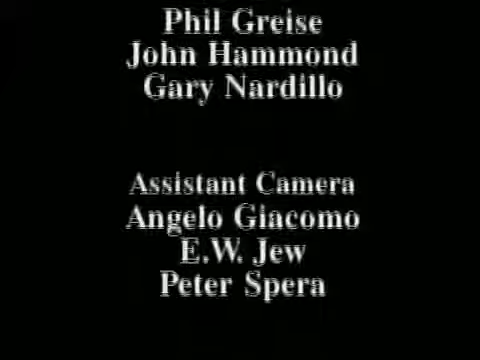 Phil Greise
John Hammond
Gary Nardillo
Assistant Camera
Angelo Giacomo
E.W. Jew
Peter Spera